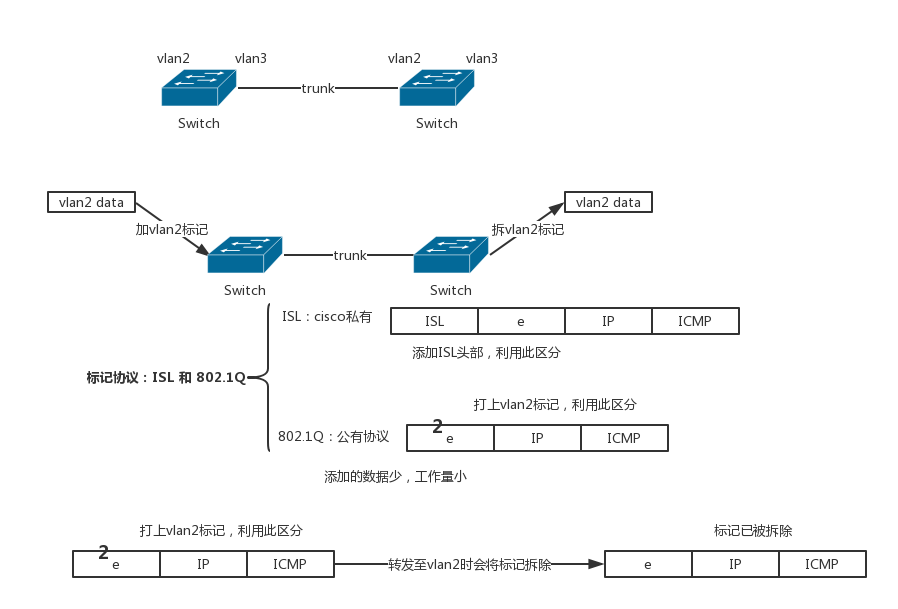 vlan2 vlan3 vlan2 vlan3
trunk
Switch Switch
vlan2 data vlan2 data
加vlan2标记 拆vlan2标记
trunk
Switch Switch
ISL：cisco私有 ISL e IP ICMP
添加ISL头部，利用此区分
标记协议：ISL 和 802.1Q
打上vlan2标记，利用此区分
802.1Q：公有协议 2 e IP ICMP
添加的数据少，工作量小
打上vlan2标记，利用此区分 标记已被拆除
2 e IP ICMP 转发至vlan2时会将标记拆除 e IP ICMP